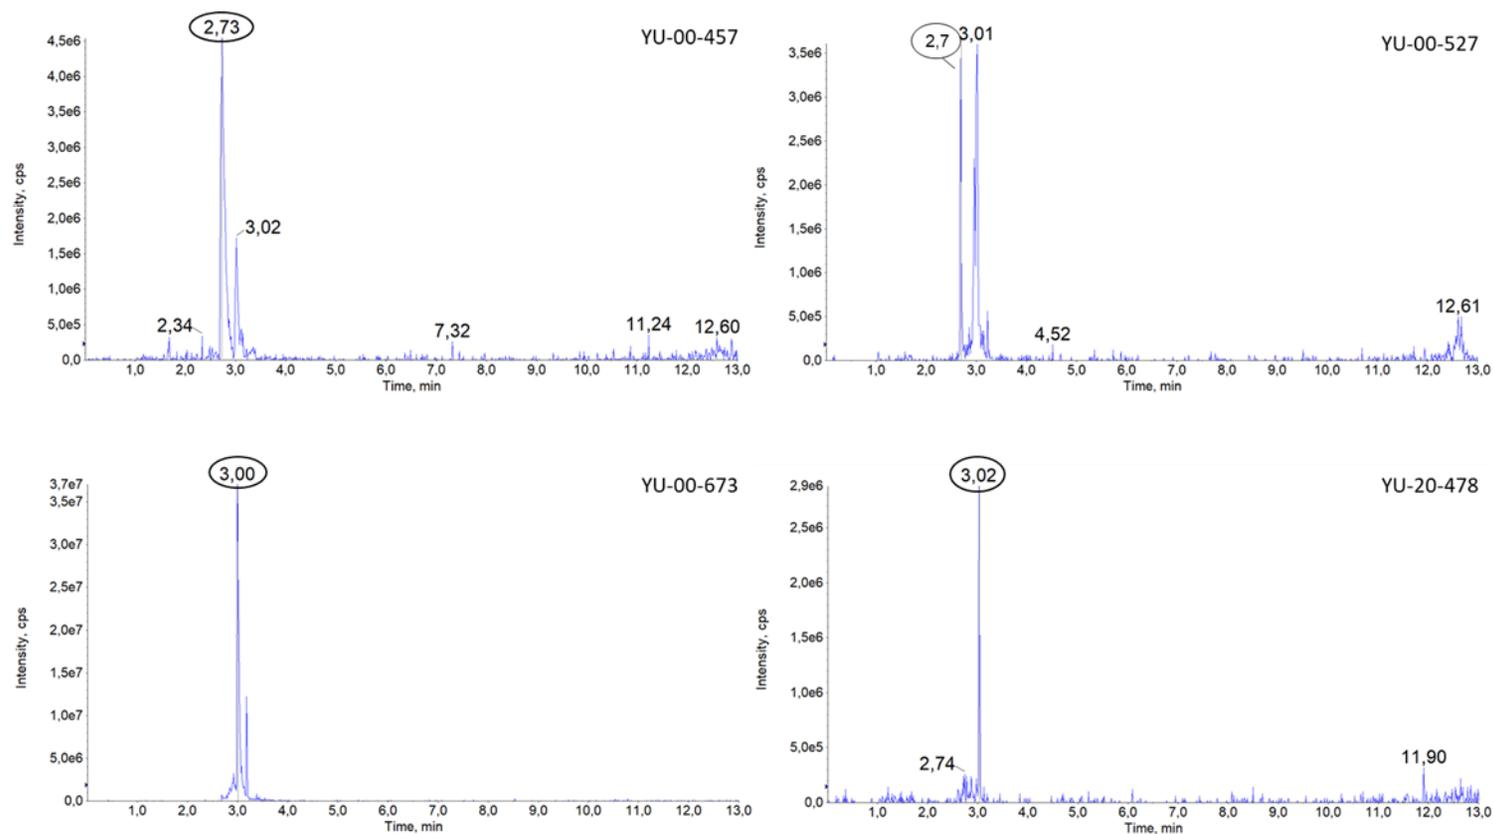 YU-00-457
2,73
4,5e6
4,0e6
3,5e6
3,0e6
2,5e6
2,0e6
1,5e6
1,0e6
5,0e5
0,0
Intensity, cps
3,02
2,34
7,32
11,24
12,60
1,0 2,0 3,0 4,0 5,0 6,0 7,0 8,0 9,0 10,0 11,0 12,0 13,0
Time, min
YU-00-527
2,7
3,01
3,5e6
3,0e6
2,5e6
2,0e6
1,5e6
1,0e6
5,0e5
0,0
Intensity, cps
4,52
12,61
1,0 2,0 3,0 4,0 5,0 6,0 7,0 8,0 9,0 10,0 11,0 12,0 13,0
Time, min
YU-00-673
3,00
3,7e7
3,5e7
3,0e7
2,5e7
2,0e7
1,5e7
1,0e7
5,0e6
0,0
Intensity, cps
1,0 2,0 3,0 4,0 5,0 6,0 7,0 8,0 9,0 10,0 11,0 12,0 13,0
Time, min
YU-20-478
3,02
2,9e6
2,5e6
2,0e6
1,5e6
1,0e6
5,0e5
0,0
Intensity, cps
2,74
11,90
1,0 2,0 3,0 4,0 5,0 6,0 7,0 8,0 9,0 10,0 11,0 12,0 13,0
Time, min